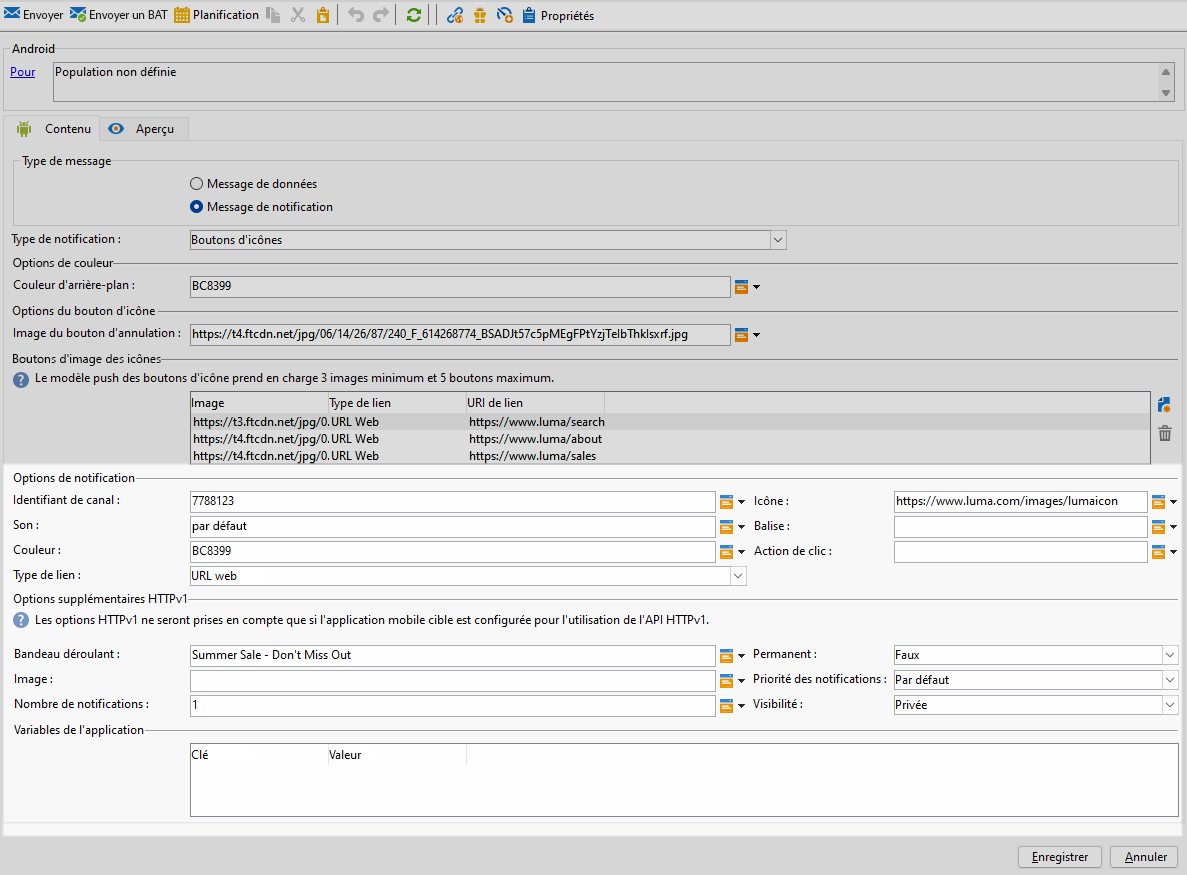 Envoyer Envoyer un BAT Planification Propriétés
Android
Pour Population non définie
Contenu Aperçu
Type de message
Message de données
Message de notification
Type de notification : Boutons d'icônes
Options de couleur
Couleur d'arrière-plan : BC8399
Options du bouton d'icône
Image du bouton d'annulation : https://t4.ftcdn.net/jpg/06/14/26/87/240_F_614268774_BSADJt57c5pMEgFPtYzjTelbThklsxrf.jpg
Boutons d'image des icônes
Le modèle push des boutons d'icône prend en charge 3 images minimum et 5 boutons maximum.
Image Type de lien URI de lien
https://t3.ftcdn.net/jpg/0. URL Web https://www.luma/search
https://t4.ftcdn.net/jpg/0. URL Web https://www.luma/about
https://t4.ftcdn.net/jpg/0. URL Web https://www.luma/sales
Options de notification
Identifiant de canal : 7788123 Icône : https://www.luma.com/images/lumaicon
Son : par défaut Balise :
Couleur : BC8399 Action de clic :
Type de lien : URL web
Options supplémentaires HTTPv1
Les options HTTPv1 ne seront prises en compte que si l'application mobile cible est configurée pour l'utilisation de l'API HTTPv1.
Bandeau déroulant : Summer Sale - Don't Miss Out Permanent : Faux
Image : Priorité des notifications : Par défaut
Nombre de notifications : 1 Visibilité : Privée
Variables de l'application
Clé Valeur
Enregistrer Annuler